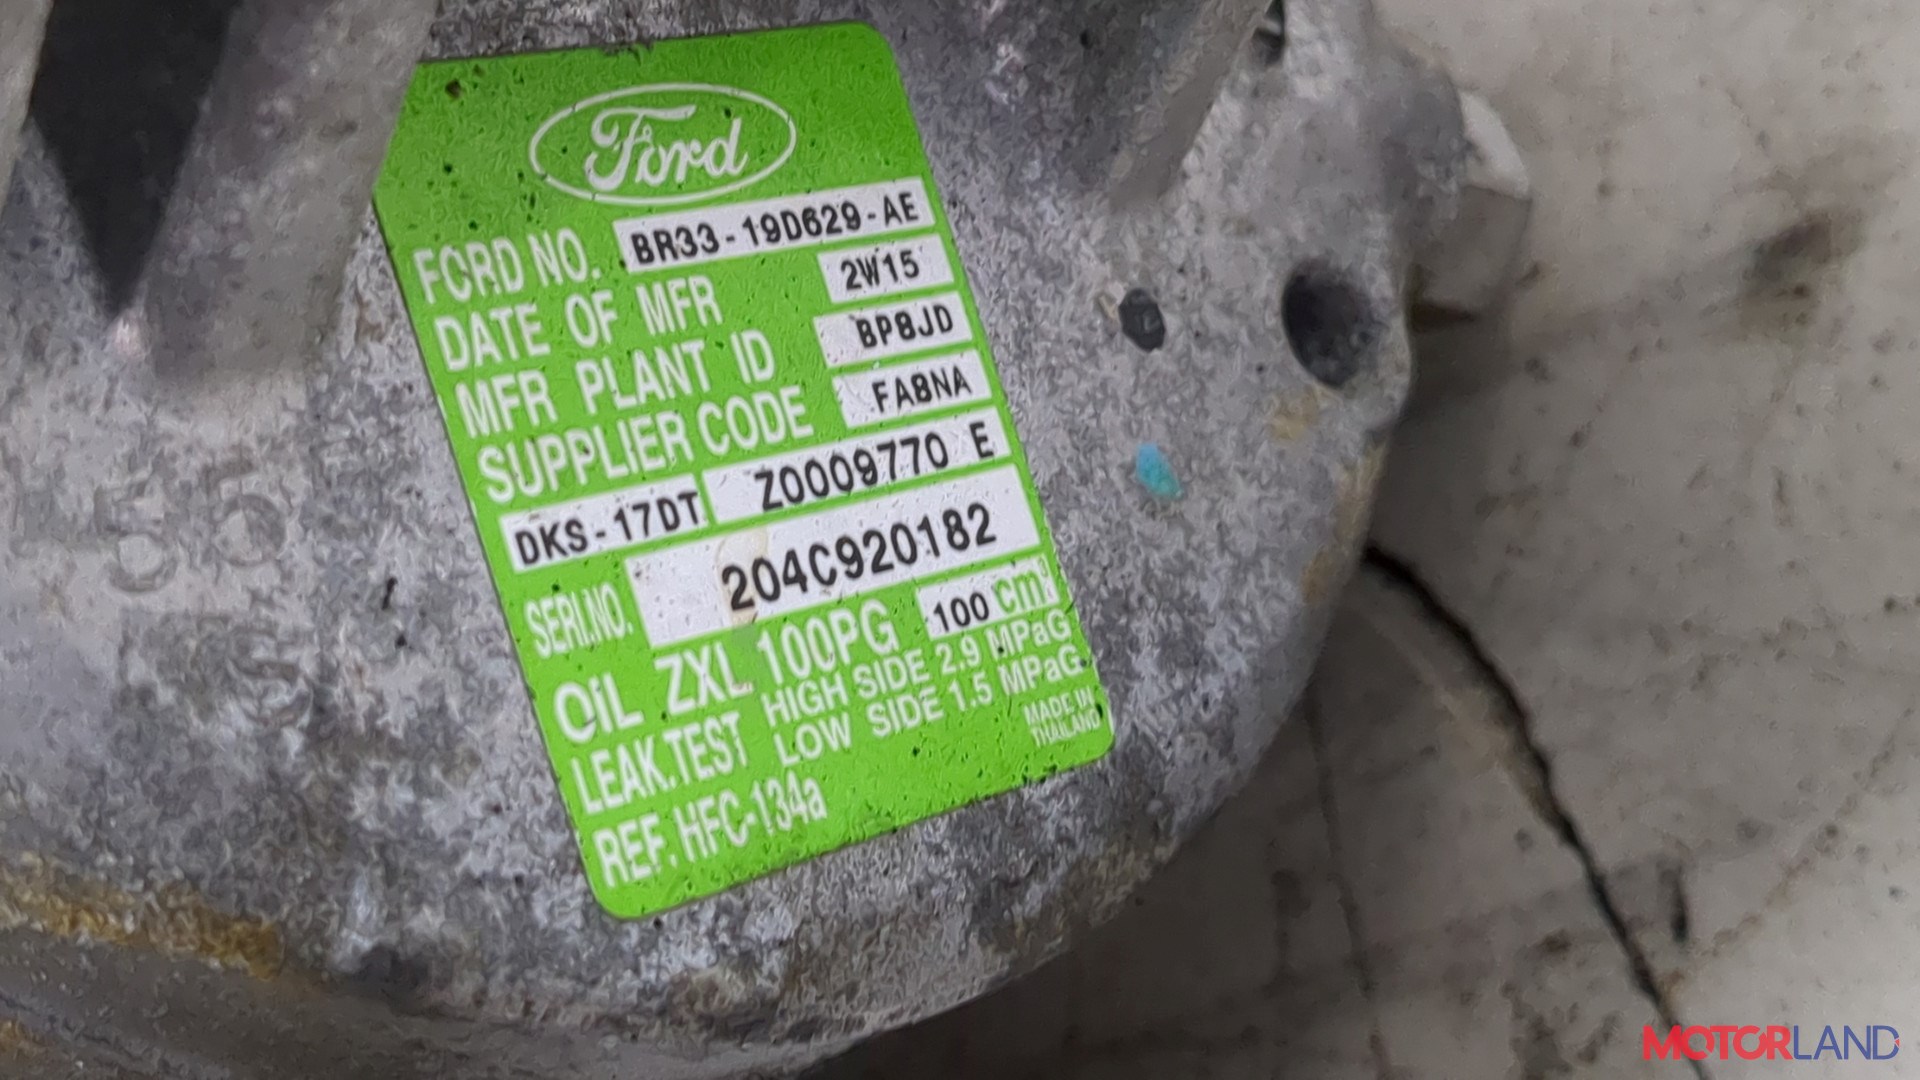 Ford
FORD NO. BR33-19D629-AE
DATE OF MFR 2W15
MFR PLANT ID BP8JD
SUPPLIER CODE FA8NA
DKS-17DT Z0009770 E
SERI.NO. 204C920182
OIL ZXL 100PG 100 cm³
LEAK.TEST HIGH SIDE 2.9 MPaG
LOW SIDE 1.5 MPaG
REF. HFC-134a
MADE IN
THAILAND
55
MOTORLAND